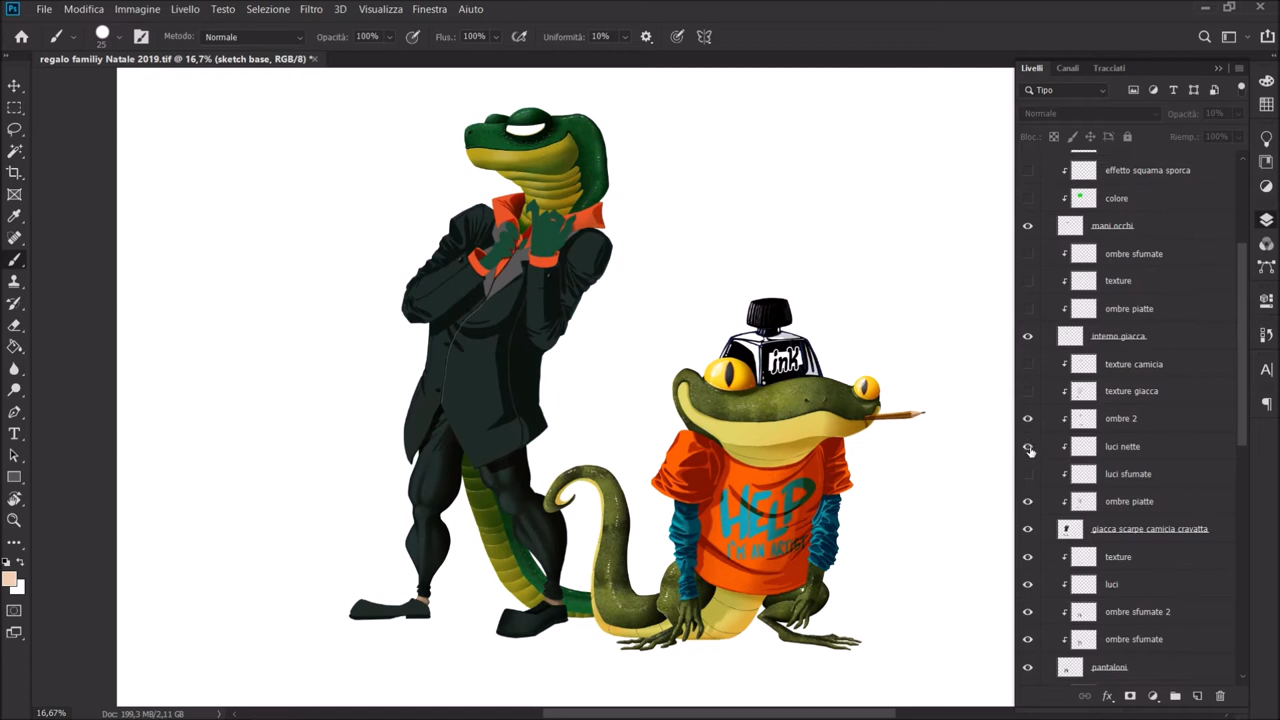 Ps File Modifica Immagine Livello Testo Selezione Filtro 3D Visualizza Finestra Aiuto
25 Metodo: Normale Opacità: 100% Flus.: 100% Uniformità: 10%
regalo familiy Natale 2019.tif @ 16,7% (sketch base, RGB/8) * ×
Livelli Canali Tracciati
Tipo
Normale Opacità: 10%
Bloc.: Riemp.: 100%
effetto squama sporca
colore
mani occhi
ombre sfumate
texture
ombre piatte
interno giacca
texture camicia
texture giacca
ombre 2
luci nette
luci sfumate
ombre piatte
giacca scarpe camicia cravatta
texture
luci
ombre sfumate 2
ombre sfumate
pantaloni
ink
HELP
I'M AN ARTIST
16,67% Doc: 199,3 MB/2,11 GB